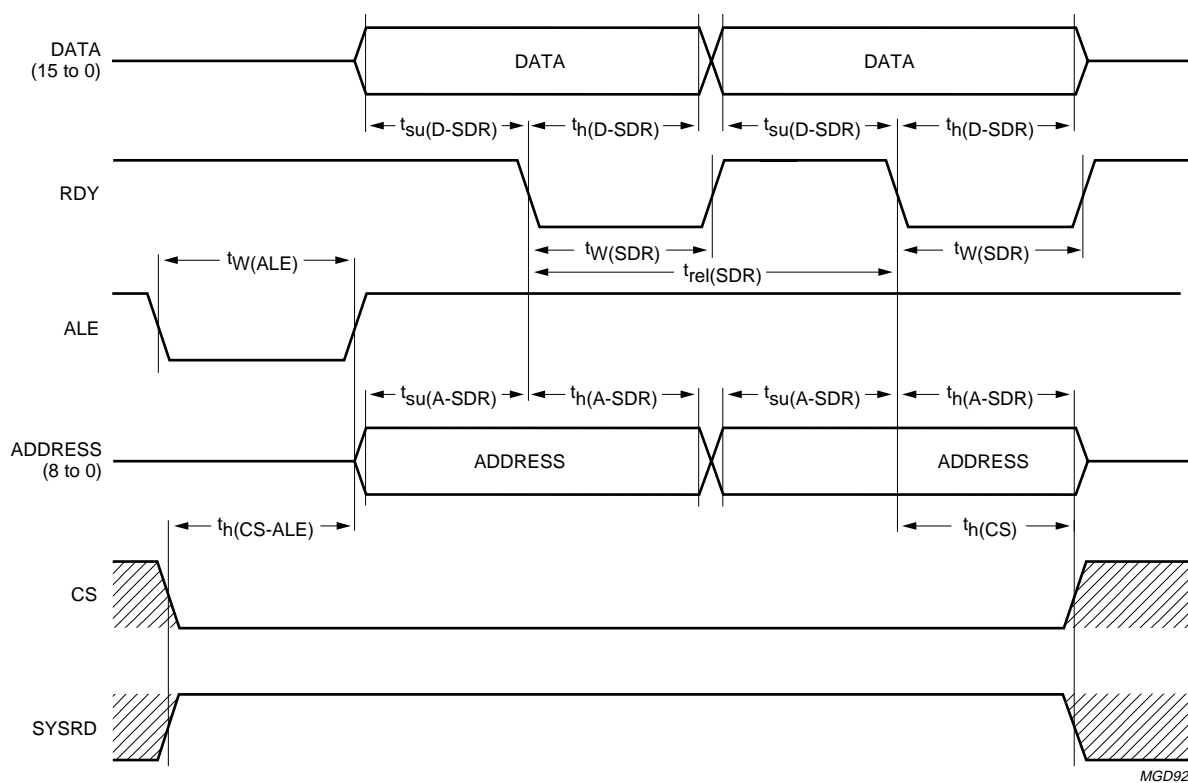 DATA
(15 to 0)
DATA
DATA
tsu(D-SDR)
th(D-SDR)
tsu(D-SDR)
th(D-SDR)
RDY
tW(SDR)
tW(SDR)
tW(ALE)
trel(SDR)
ALE
tsu(A-SDR)
th(A-SDR)
tsu(A-SDR)
th(A-SDR)
ADDRESS
(8 to 0)
ADDRESS
ADDRESS
th(CS-ALE)
th(CS)
CS
SYSRD
MGD92